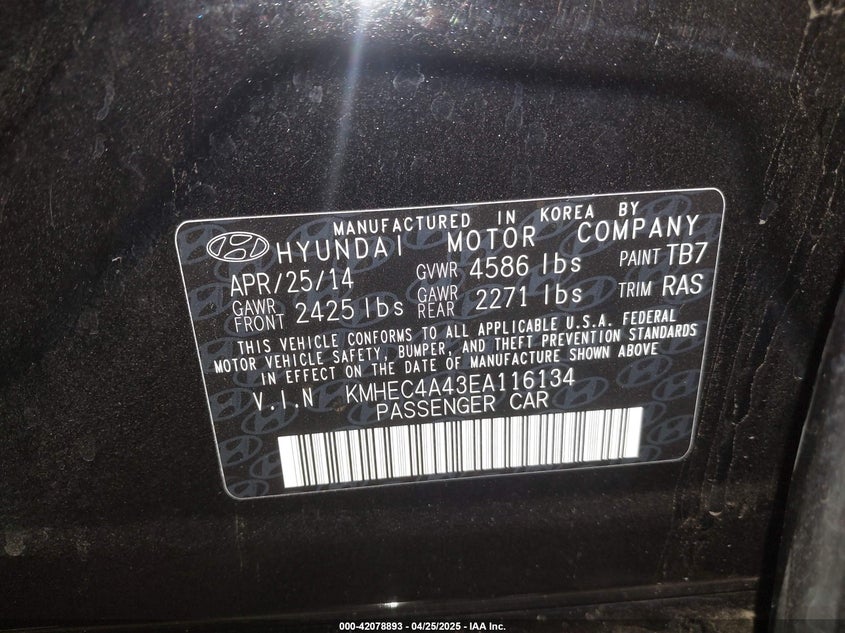 MANUFACTURED IN KOREA BY
HYUNDAI MOTOR COMPANY
APR/25/14 GVWR 4586 lbs PAINT TB7
GAWR FRONT 2425 lbs GAWR REAR 2271 lbs TRIM RAS
THIS VEHICLE CONFORMS TO ALL APPLICABLE U.S.A. FEDERAL
MOTOR VEHICLE SAFETY, BUMPER, AND THEFT PREVENTION STANDARDS
IN EFFECT ON THE DATE OF MANUFACTURE SHOWN ABOVE
V.I.N KMHEC4A43EA116134
PASSENGER CAR
000-42078893 - 04/25/2025 - IAA Inc.